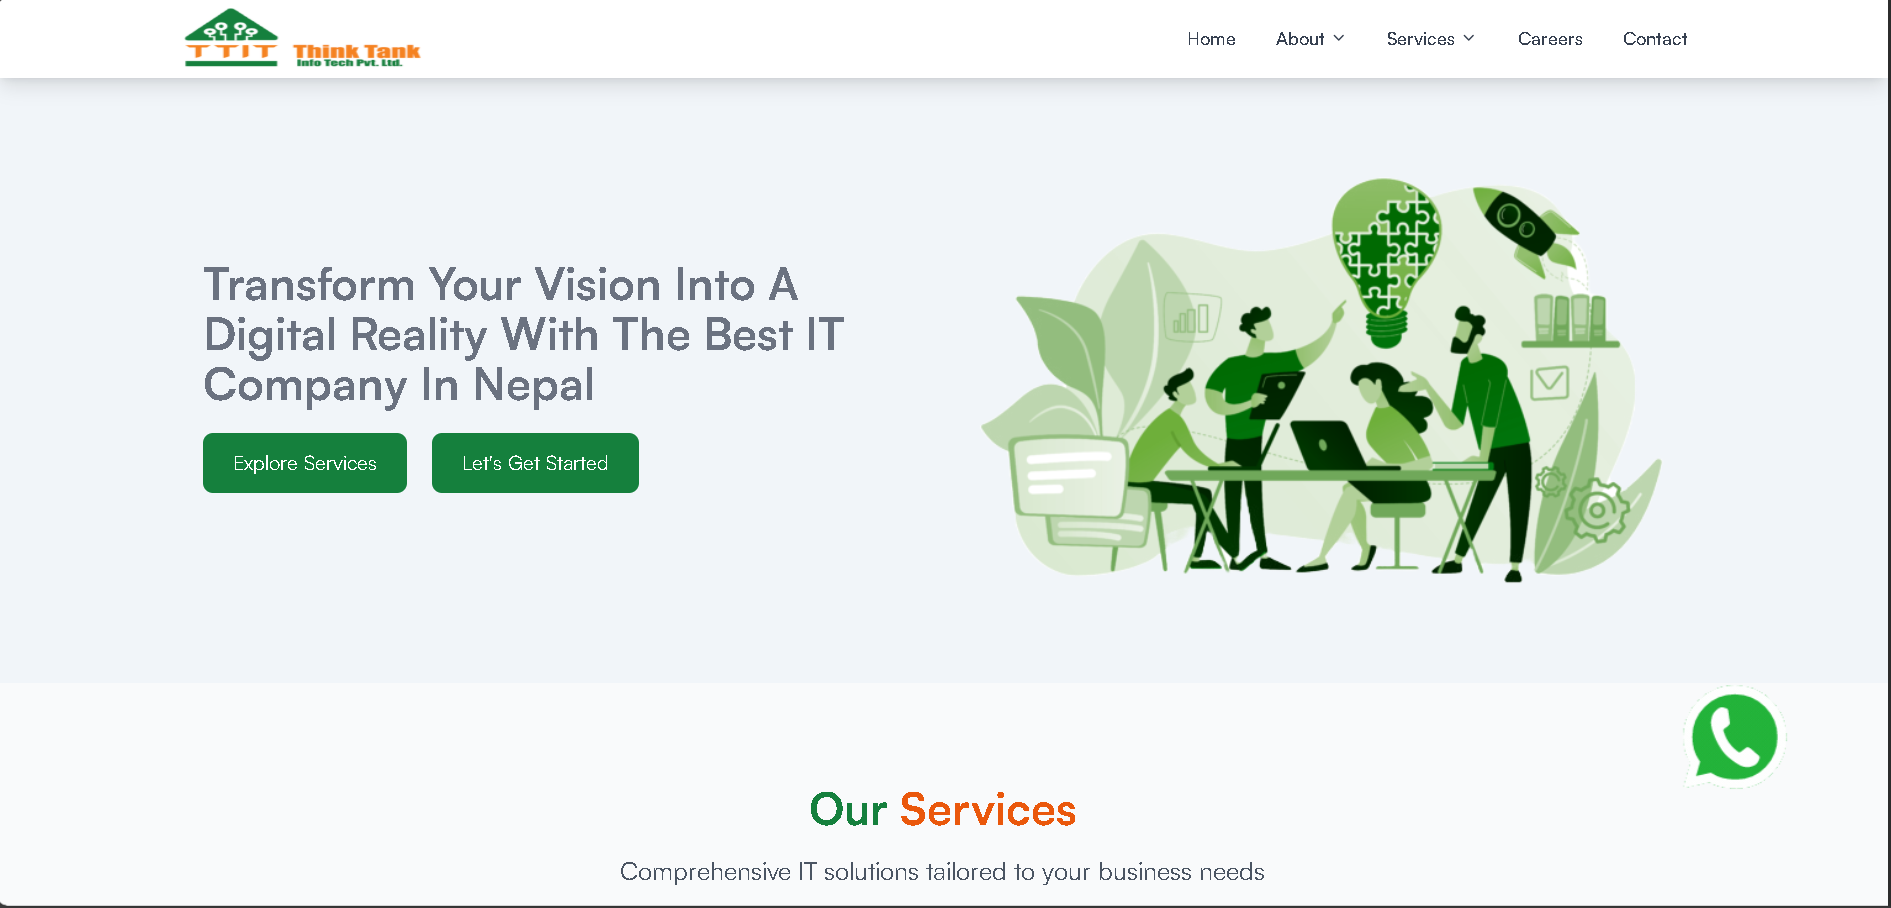 TTIT
Think Tank
Info Tech Pvt. Ltd.
Home About Services Careers Contact
Transform Your Vision Into A
Digital Reality With The Best IT
Company In Nepal
Explore Services Let's Get Started
Our Services
Comprehensive IT solutions tailored to your business needs